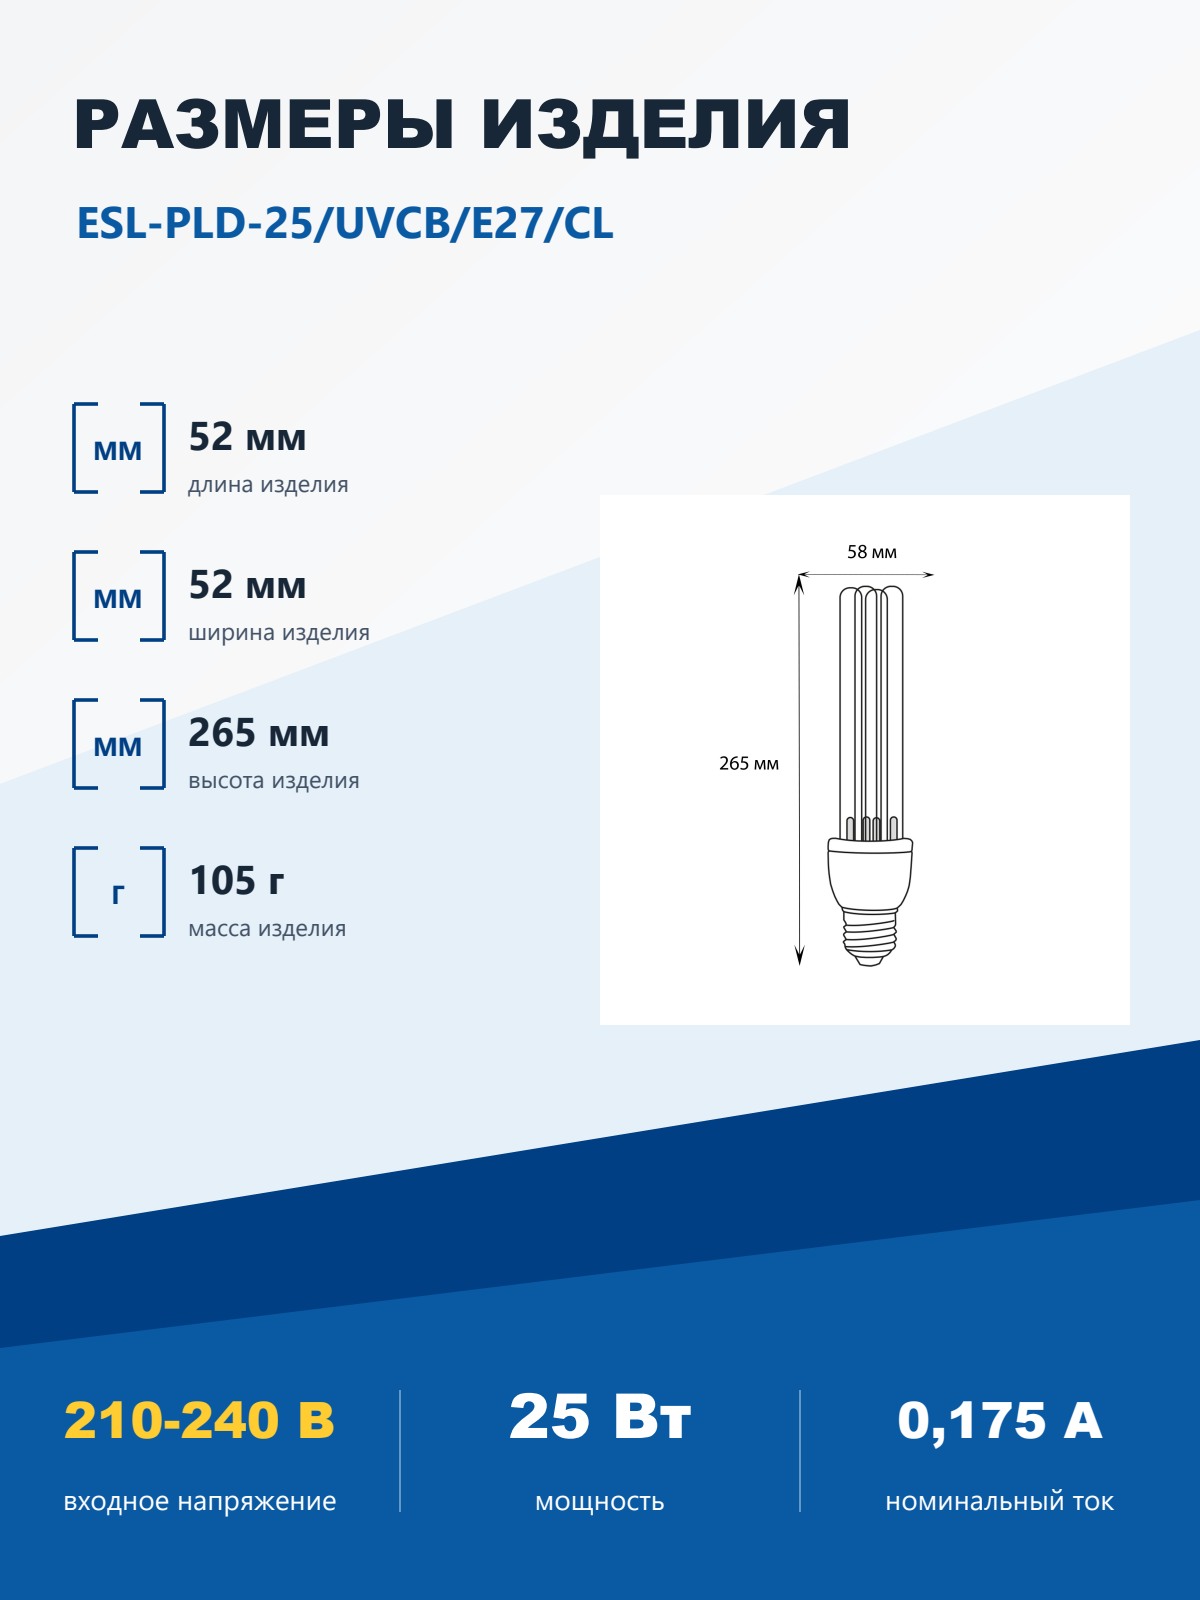 РАЗМЕРЫ ИЗДЕЛИЯ
ESL-PLD-25/UVCB/E27/CL
мм
52 мм
длина изделия
мм
52 мм
ширина изделия
мм
265 мм
высота изделия
г
105 г
масса изделия
58 мм
265 мм
210-240 В
входное напряжение
25 Вт
мощность
0,175 А
номинальный ток